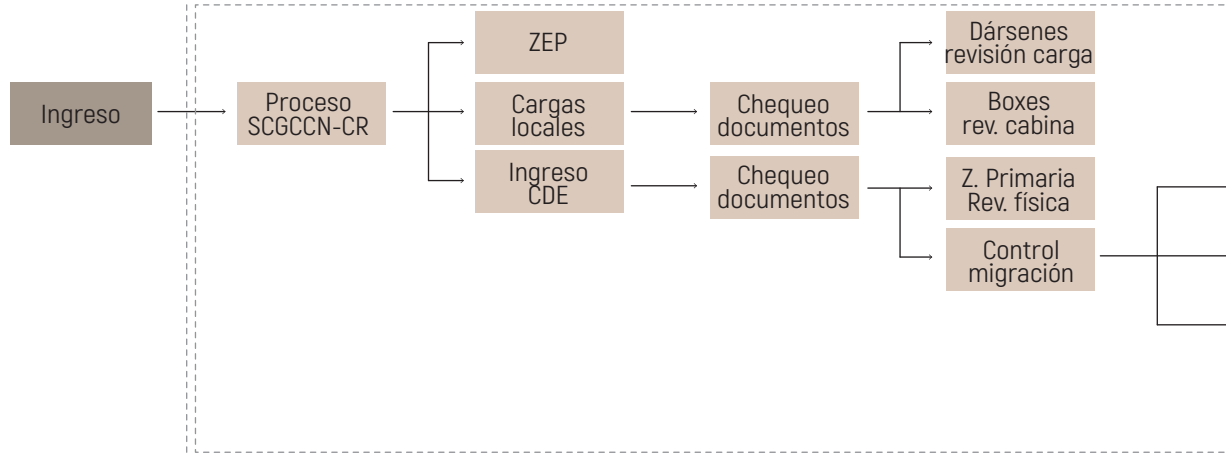 Ingreso
Proceso
SCGCCN-CR
ZEP
Cargas
locales
Ingreso
CDE
Chequeo
documentos
Chequeo
documentos
Dársenes
revisión carga
Boxes
rev. cabina
Z. Primaria
Rev. física
Control
migración